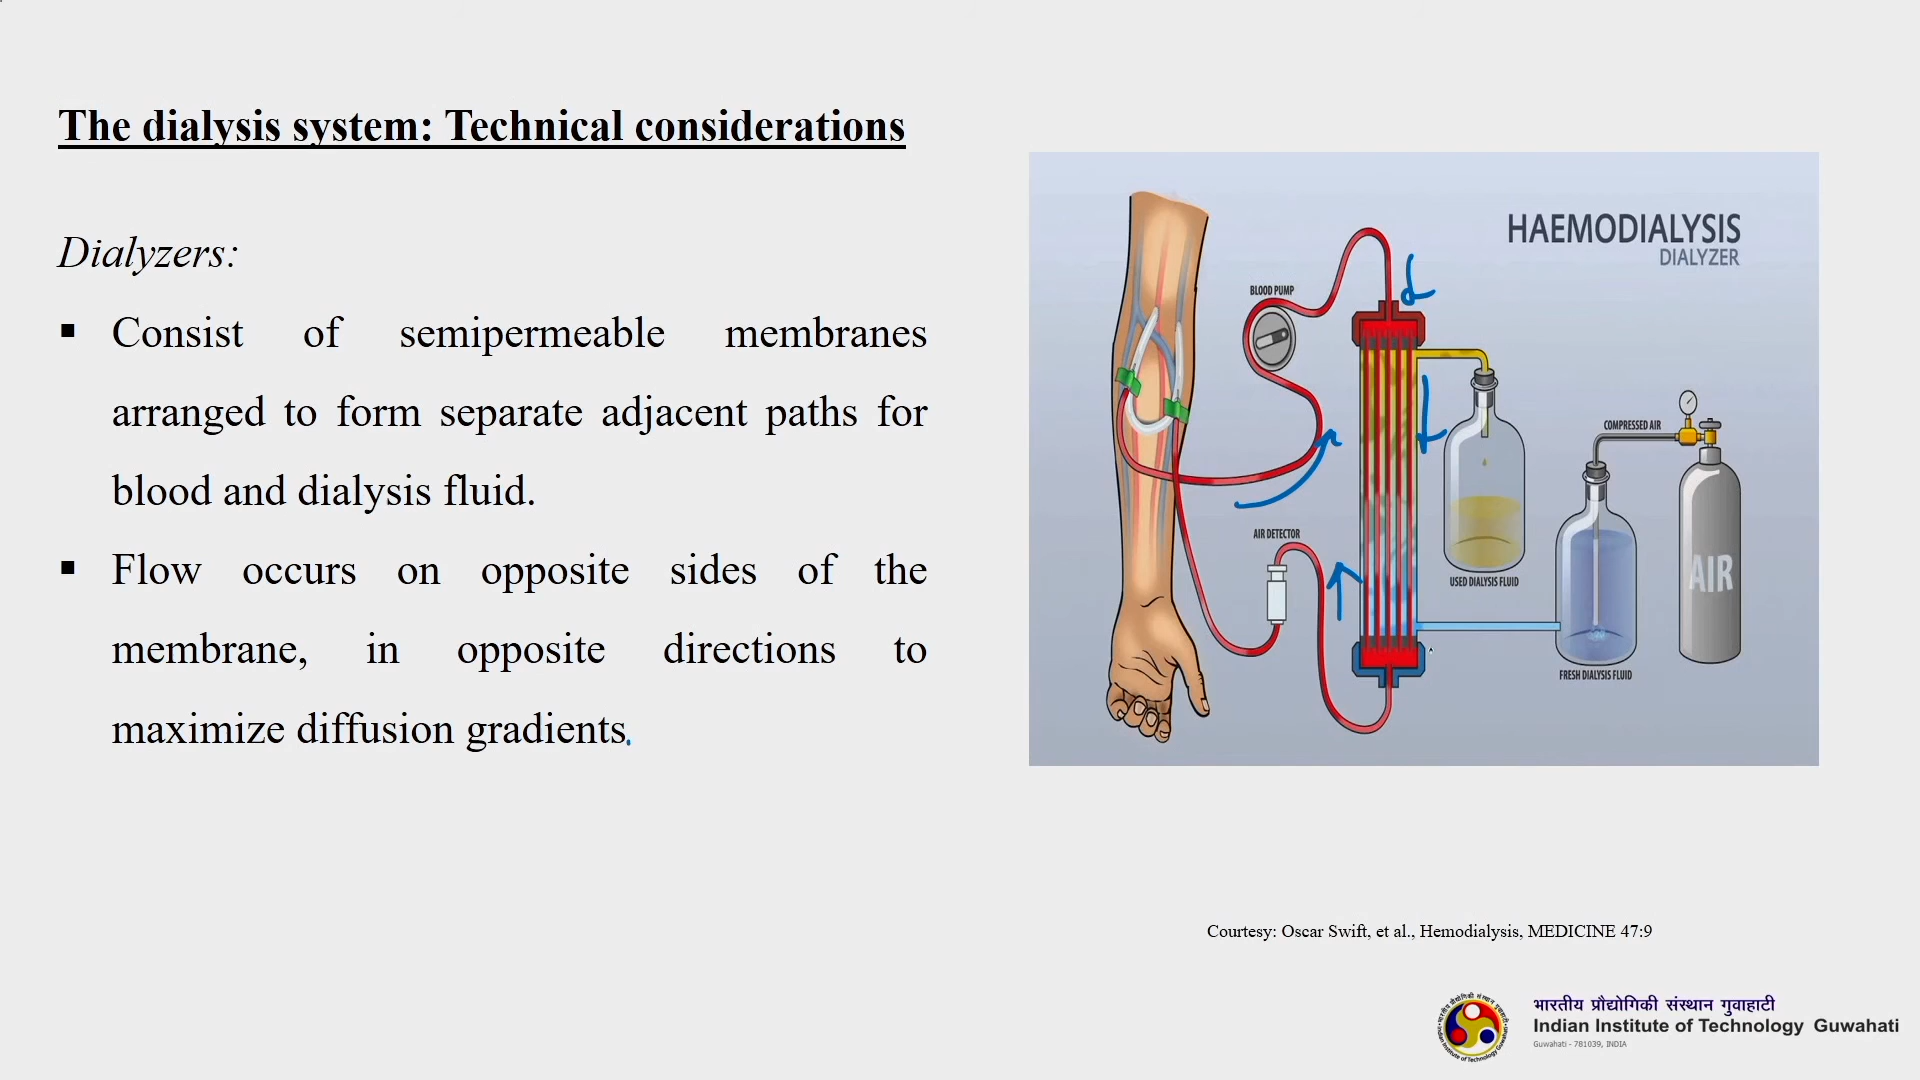 The dialysis system: Technical considerations
Dialyzers:
▪ Consist of semipermeable membranes
arranged to form separate adjacent paths for
blood and dialysis fluid.
▪ Flow occurs on opposite sides of the
membrane, in opposite directions to
maximize diffusion gradients.
HAEMODIALYSIS
DIALYZER
BLOOD PUMP
COMPRESSED AIR
AIR DETECTOR
USED DIALYSIS FLUID
AIR
FRESH DIALYSIS FLUID
Courtesy: Oscar Swift, et al., Hemodialysis, MEDICINE 47:9
भारतीय प्रौद्योगिकी संस्थान गुवाहाटी
Indian Institute of Technology Guwahati
Guwahati - 781039, INDIA